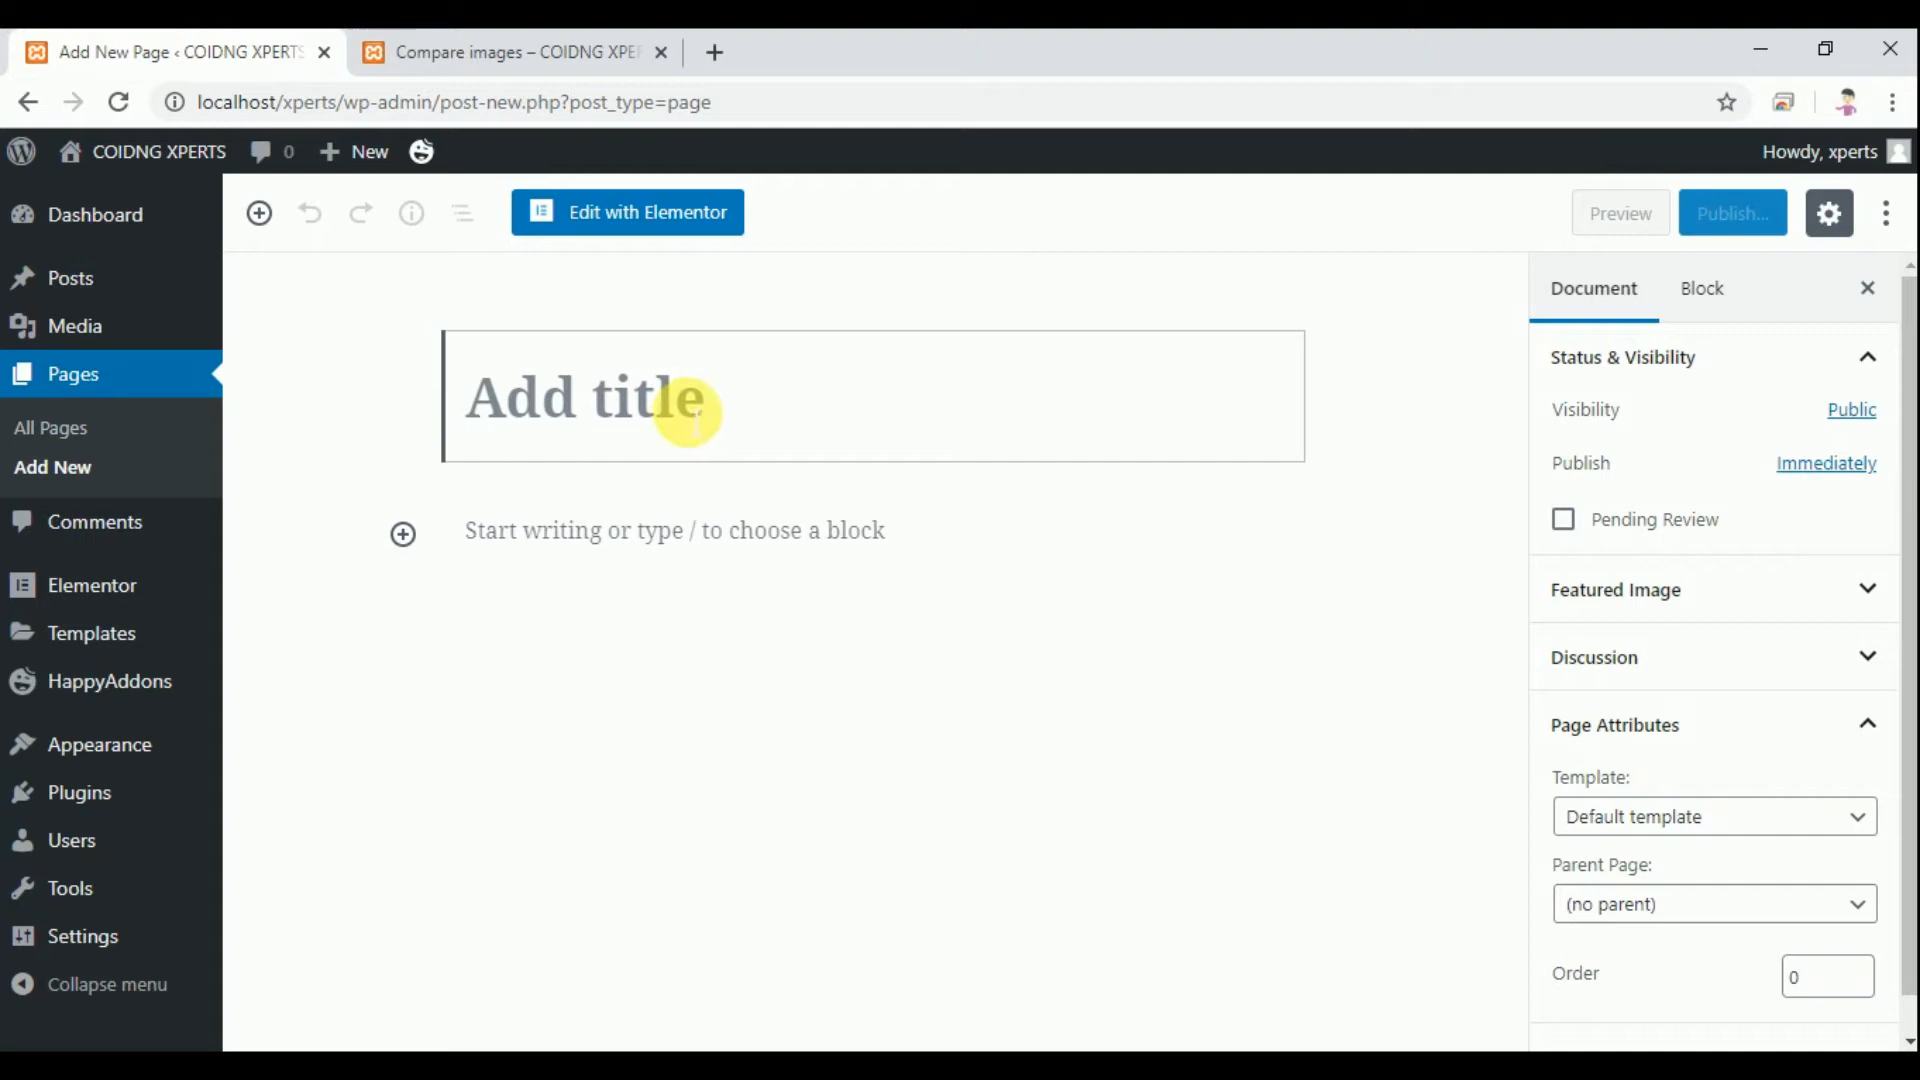 Add New Page ‹ COIDNG XPERTS
Compare images – COIDNG XPE
localhost/xperts/wp-admin/post-new.php?post_type=page
COIDNG XPERTS
0
New
Howdy, xperts
Dashboard
Posts
Media
Pages
All Pages
Add New
Comments
Elementor
Templates
HappyAddons
Appearance
Plugins
Users
Tools
Settings
Collapse menu
Edit with Elementor
Preview
Publish...
Add title
Start writing or type / to choose a block
Document
Block
Status & Visibility
Visibility
Public
Publish
Immediately
Pending Review
Featured Image
Discussion
Page Attributes
Template:
Default template
Parent Page:
(no parent)
Order
0